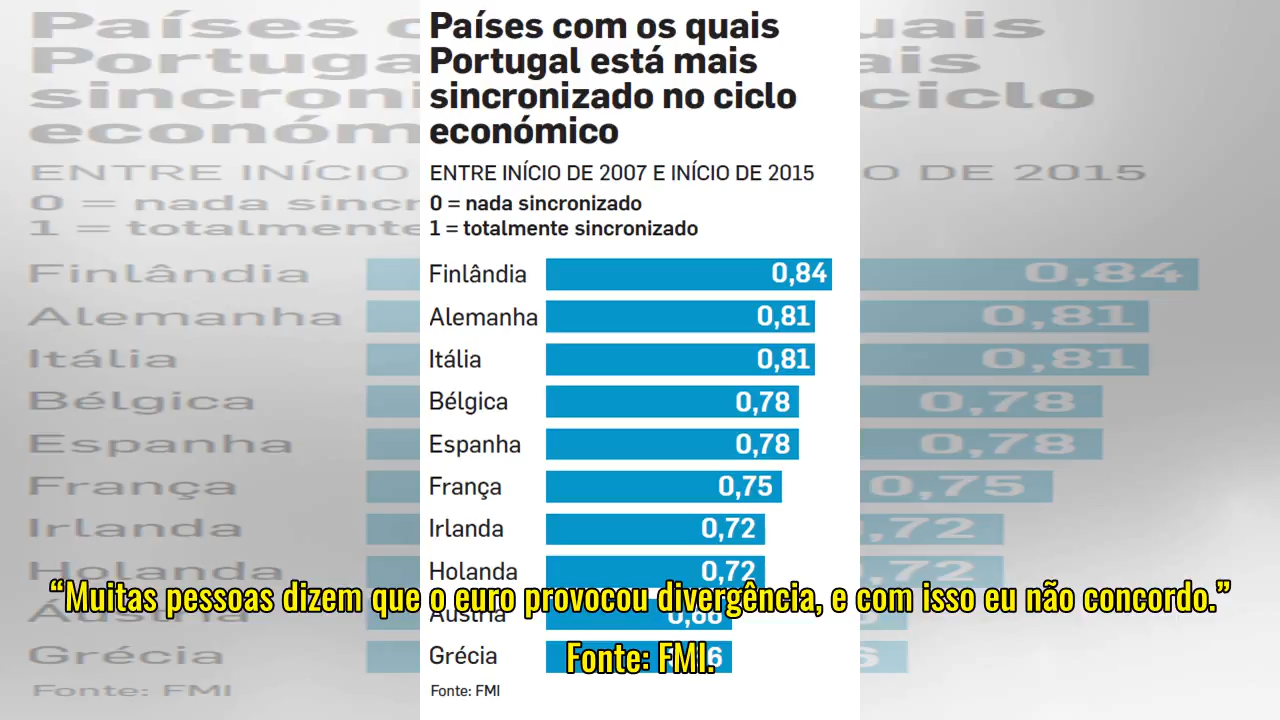 Países com os quais
Portugal está mais
sincronizado no ciclo
económico
ENTRE INÍCIO DE 2007 E INÍCIO DE 2015
0 = nada sincronizado
1 = totalmente sincronizado
Finlândia 0,84
Alemanha 0,81
Itália 0,81
Bélgica 0,78
Espanha 0,78
França 0,75
Irlanda 0,72
Holanda 0,72
“Muitas pessoas dizem que o euro provocou divergência, e com isso eu não concordo.”
Áustria
Grécia
Fonte: FMI.
Fonte: FMI